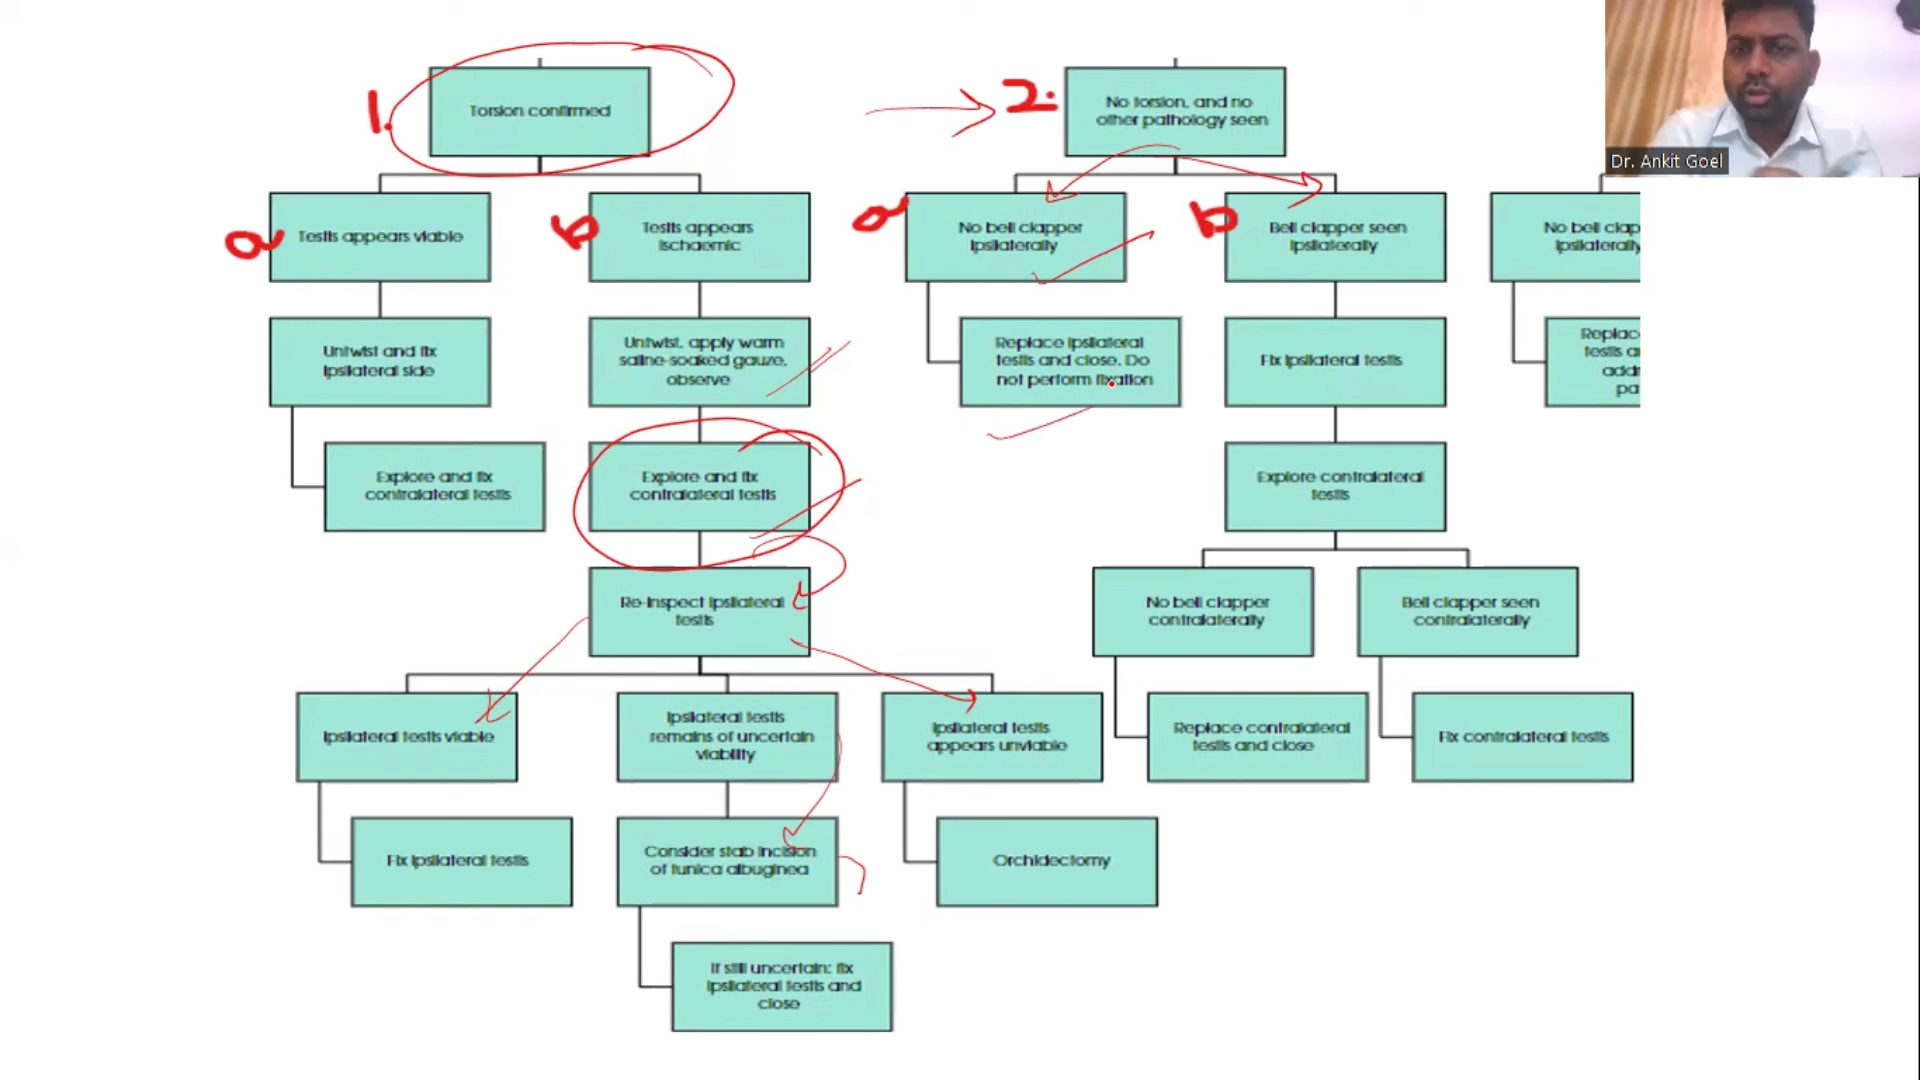 1.
Torsion confirmed
2.
No torsion, and no
other pathology seen
Dr. Ankit Goel
a
Testis appears viable
b
Testis appears
ischaemic
a
No bell clapper
ipsilaterally
b
Bell clapper seen
ipsilaterally
No bell clap
ipsilaterally
Untwist and fix
ipsilateral side
Untwist, apply warm
saline-soaked gauze,
observe
Replace ipsilateral
testis and close. Do
not perform fixation
Fix ipsilateral testis
Replac
testis a
addr
pa
Explore and fix
contralateral testis
Explore and fix
contralateral testis
Explore contralateral
testis
Re-inspect ipsilateral
testis
No bell clapper
contralaterally
Bell clapper seen
contralaterally
Ipsilateral testis viable
Ipsilateral testis
remains of uncertain
viability
Ipsilateral testis
appears unviable
Replace contralateral
testis and close
Fix contralateral testis
Fix ipsilateral testis
Consider stab incision
of tunica albuginea
Orchidectomy
If still uncertain: fix
ipsilateral testis and
close